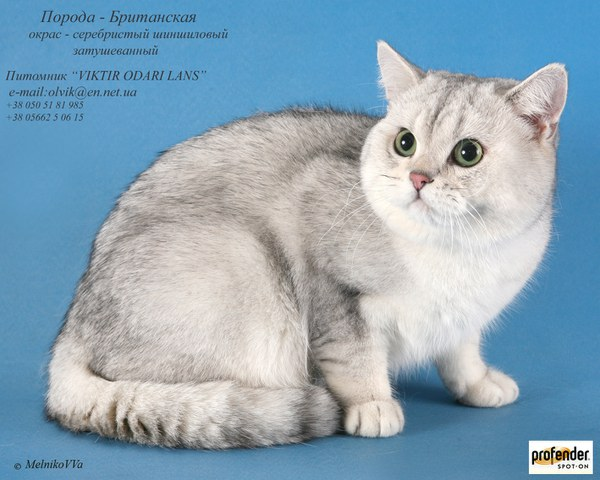 Порода - Британская
окрас - серебристый шиншиловый
затушеванный
Питомник “VIKTIR ODARI LANS”
e-mail:olvik@en.net.ua
+38 050 51 81 985
+38 05662 5 06 15
© MelnikoVVa
profender
SPOT-ON